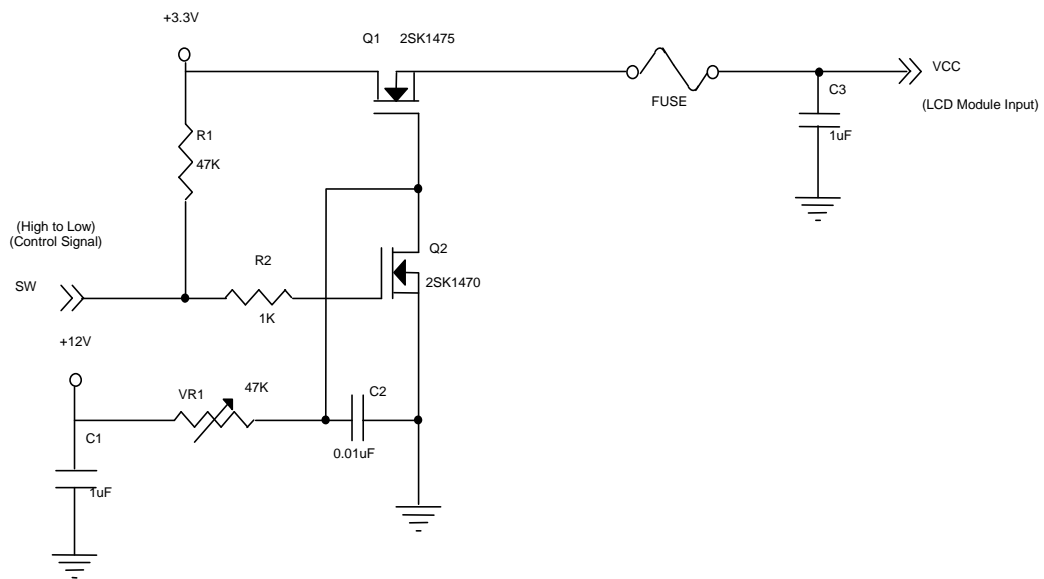 +3.3V
Q1 2SK1475
VCC
FUSE
C3
(LCD Module Input)
1uF
R1
47K
(High to Low)
(Control Signal)
Q2
R2
SW
2SK1470
1K
+12V
VR1
47K
C2
C1
0.01uF
1uF